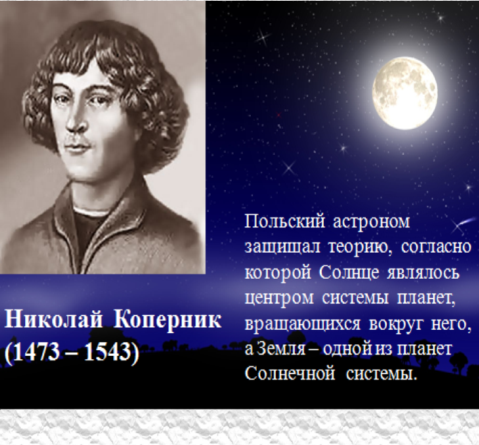 Николай Коперник
(1473 – 1543)
Польский астроном
защищал теорию, согласно
которой Солнце являлось
центром системы планет,
вращающихся вокруг него,
а Земля – одной из планет
Солнечной системы.